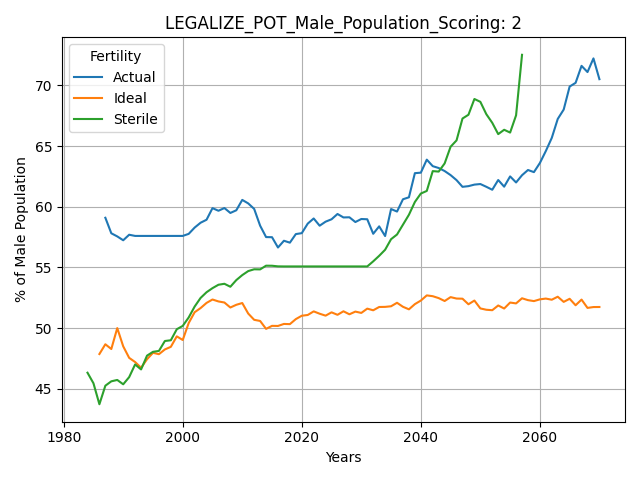 LEGALIZE_POT_Male_Population_Scoring: 2
Fertility
Actual
Ideal
Sterile
% of Male Population
70
65
60
55
50
45
1980
2000
2020
2040
2060
Years